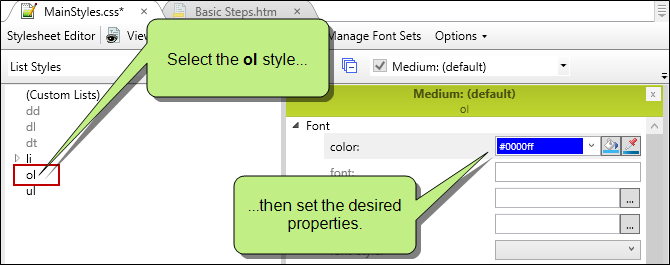 MainStyles.css* Basic Steps.htm
Stylesheet Editor View
Manage Font Sets Options
Select the ol style...
List Styles
Medium: (default)
(Custom Lists)
dd
dl
dt
li
ol
ul
Medium: (default)
ol
Font
color: #0000ff
font:
...then set the desired
properties.